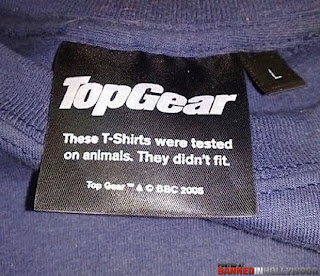 TopGear
L
These T-Shirts were tested
on animals. They didn't fit.
Top Gear ™ & © BBC 2005
BANNEDINHOLLYWOOD